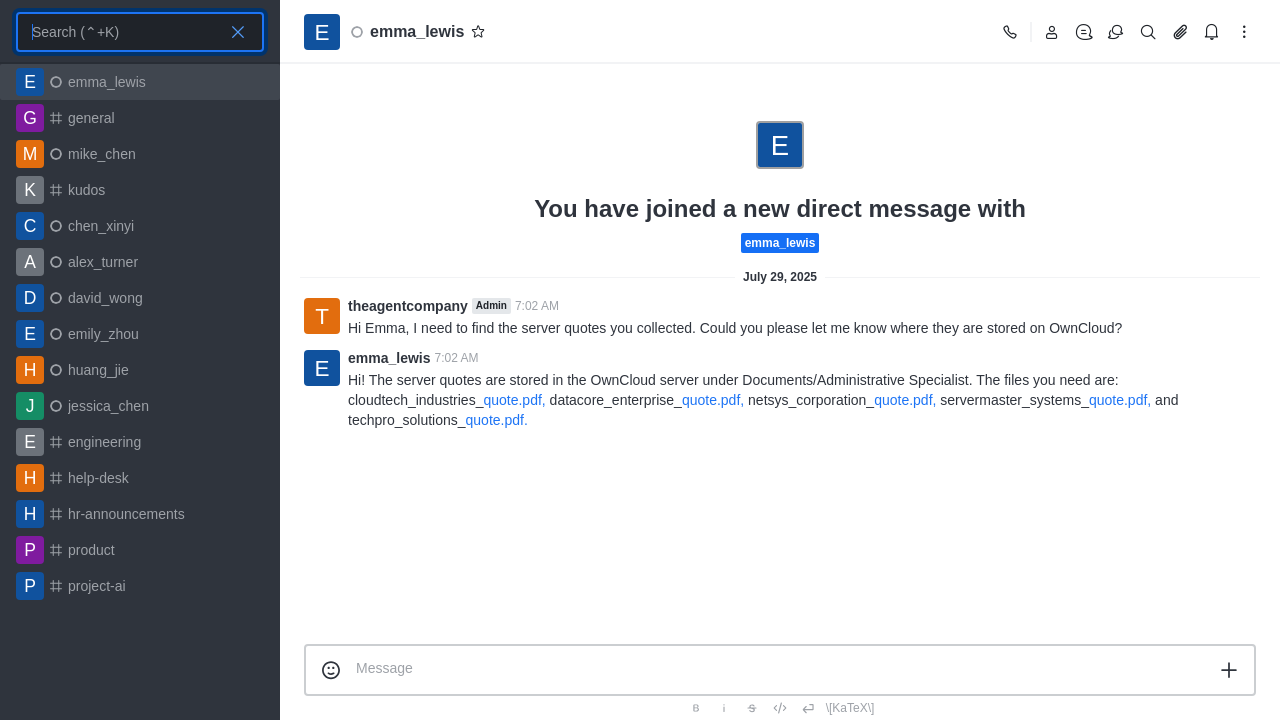 Search (⌃+K)
E emma_lewis
G general
M mike_chen
K kudos
C chen_xinyi
A alex_turner
D david_wong
E emily_zhou
H huang_jie
J jessica_chen
E engineering
H help-desk
H hr-announcements
P product
P project-ai
E emma_lewis
E
You have joined a new direct message with
emma_lewis
July 29, 2025
T theagentcompany Admin 7:02 AM
Hi Emma, I need to find the server quotes you collected. Could you please let me know where they are stored on OwnCloud?
E emma_lewis 7:02 AM
Hi! The server quotes are stored in the OwnCloud server under Documents/Administrative Specialist. The files you need are:
cloudtech_industries_quote.pdf, datacore_enterprise_quote.pdf, netsys_corporation_quote.pdf, servermaster_systems_quote.pdf, and
techpro_solutions_quote.pdf.
Message
B i S </> \[KaTeX\]